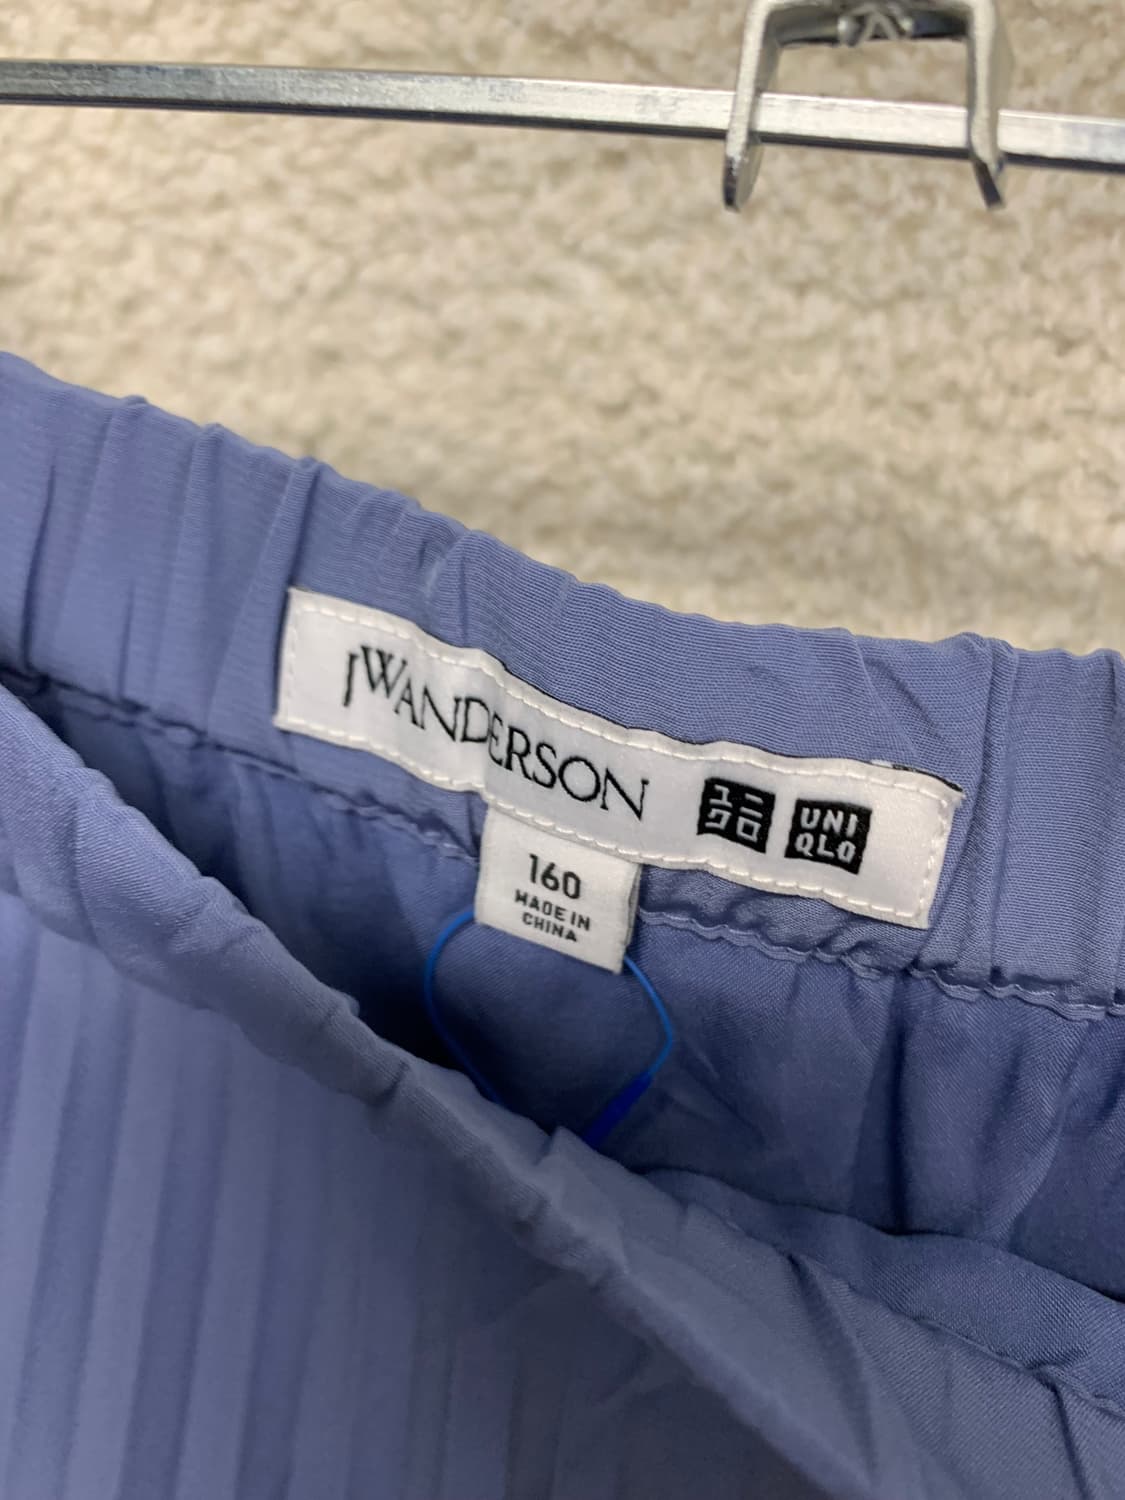 JWANDERSON
ユニ
クロ
UNI
QLO
160
MADE IN
CHINA